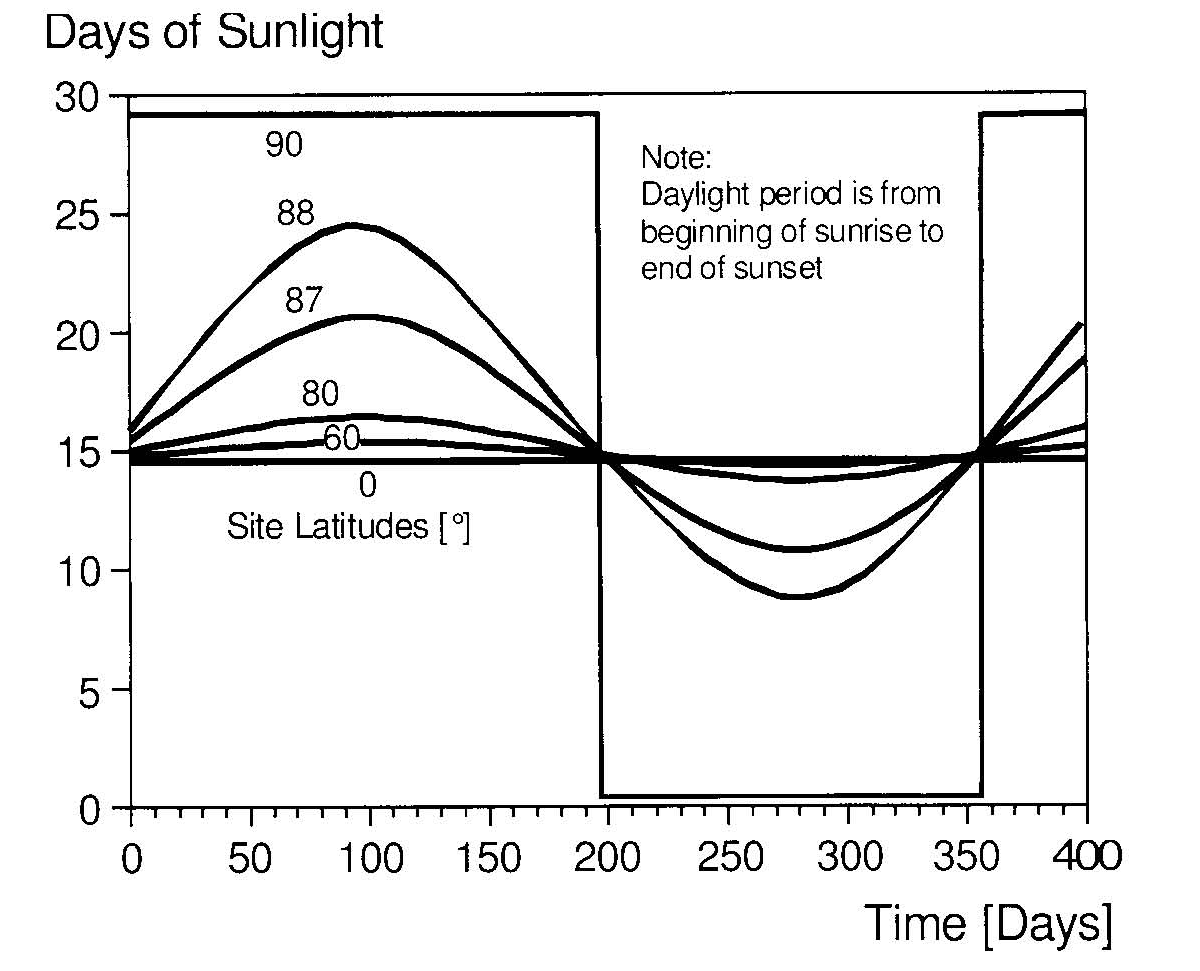 Days of Sunlight
30
25
20
15
10
5
0
90
88
87
80
60
0
Site Latitudes [°]
Note:
Daylight period is from
beginning of sunrise to
end of sunset
0 50 100 150 200 250 300 350 400
Time [Days]